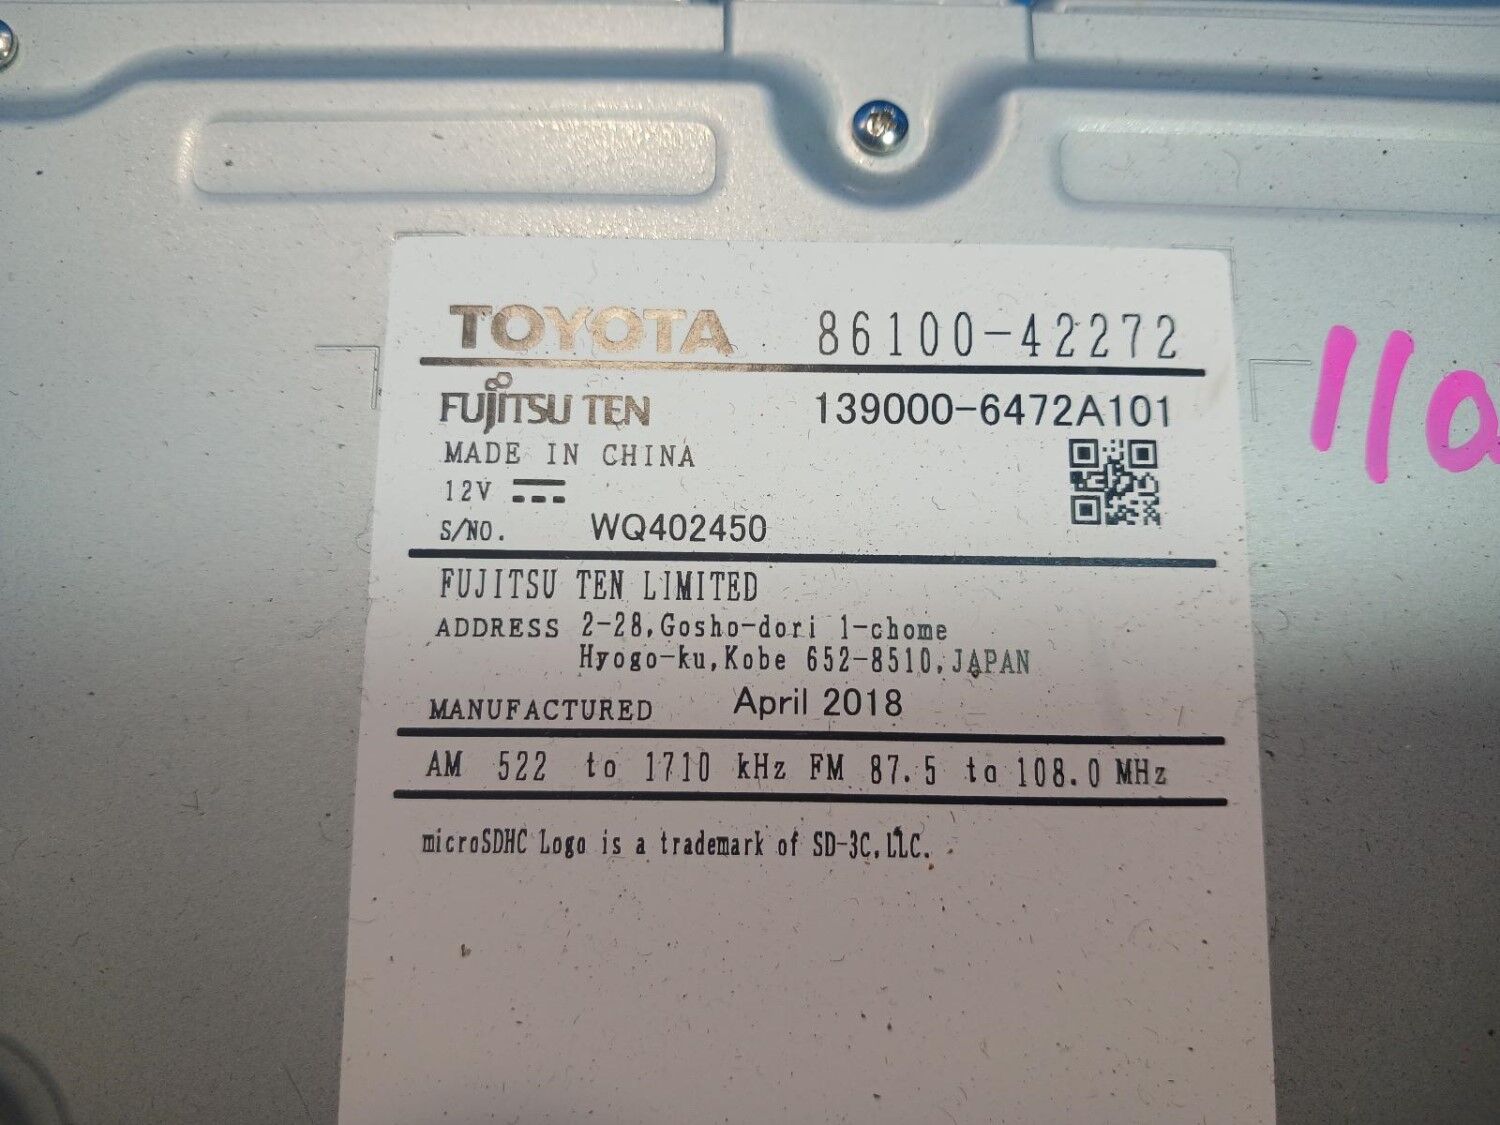 TOYOTA 86100-42272
FUJITSU TEN 139000-6472A101
MADE IN CHINA
12V
S/NO. WQ402450
FUJITSU TEN LIMITED
ADDRESS 2-28,Gosho-dori 1-chome
Hyogo-ku,Kobe 652-8510,JAPAN
MANUFACTURED April 2018
AM 522 to 1710 kHz FM 87.5 to 108.0 MHz
microSDHC Logo is a trademark of SD-3C,LLC.